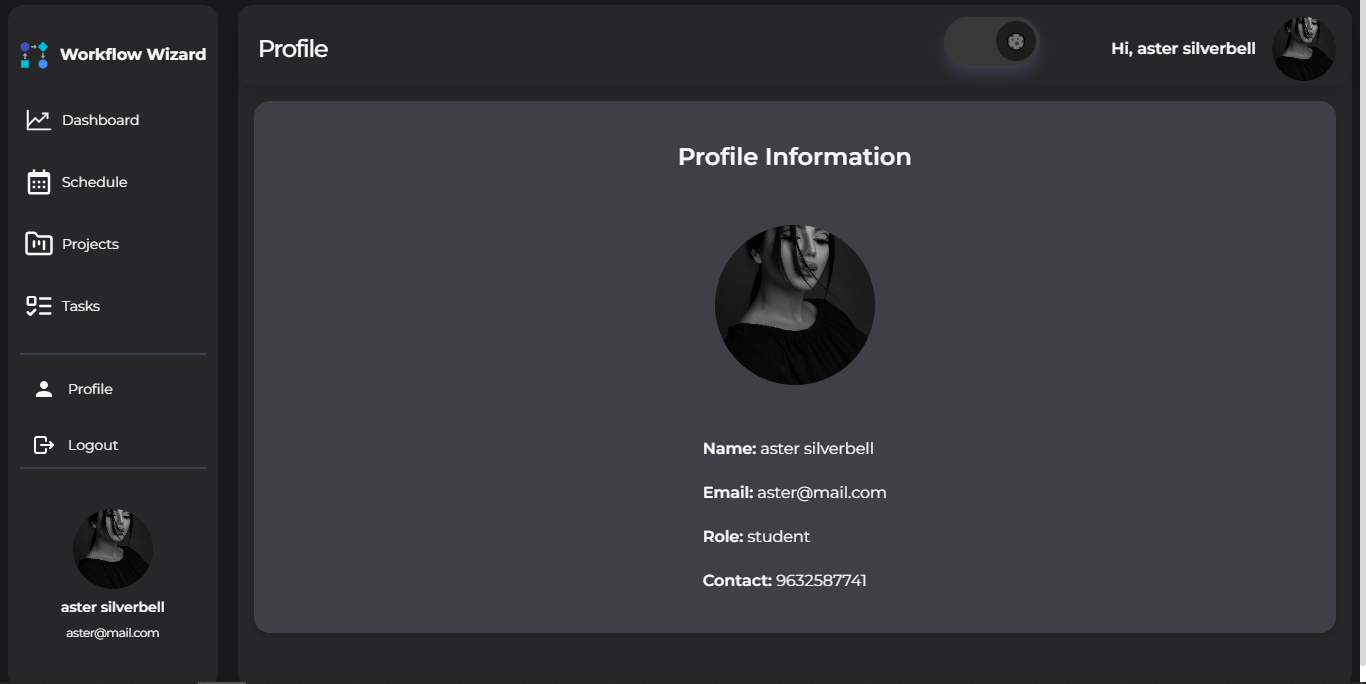 Workflow Wizard
Dashboard
Schedule
Projects
Tasks
Profile
Logout
aster silverbell
aster@mail.com
Profile
Hi, aster silverbell
Profile Information
Name: aster silverbell
Email: aster@mail.com
Role: student
Contact: 9632587741